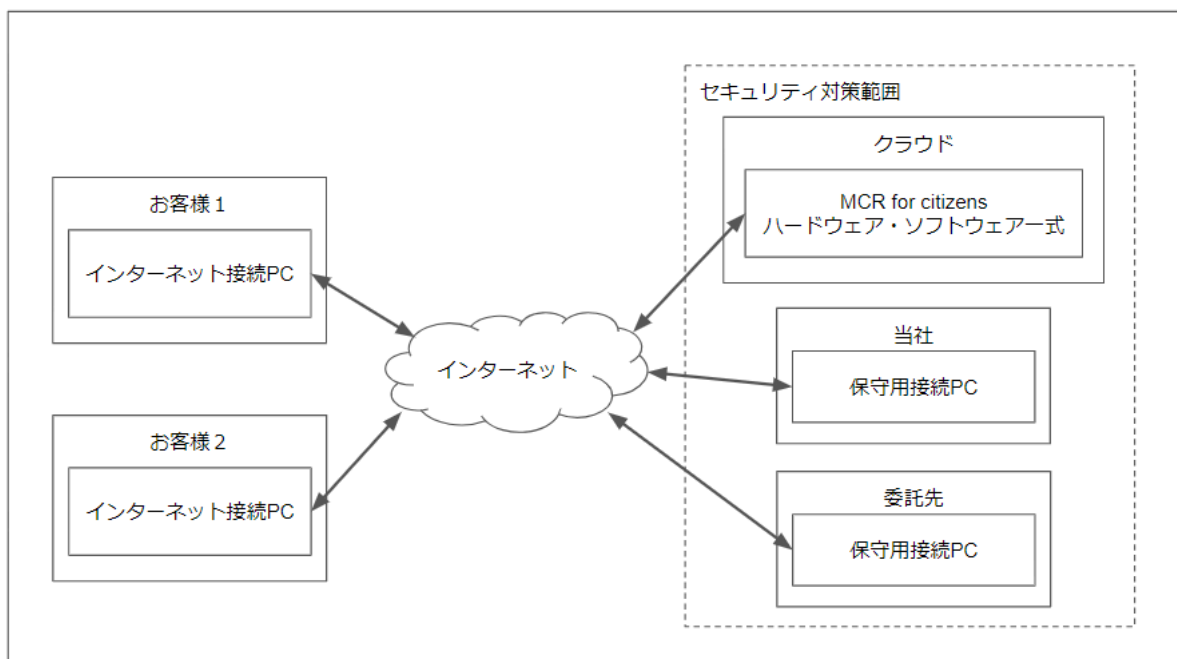 セキュリティ対策範囲
クラウド
MCR for citizens
ハードウェア・ソフトウェア一式
お客様１
インターネット接続PC
インターネット
当社
保守用接続PC
お客様２
インターネット接続PC
委託先
保守用接続PC